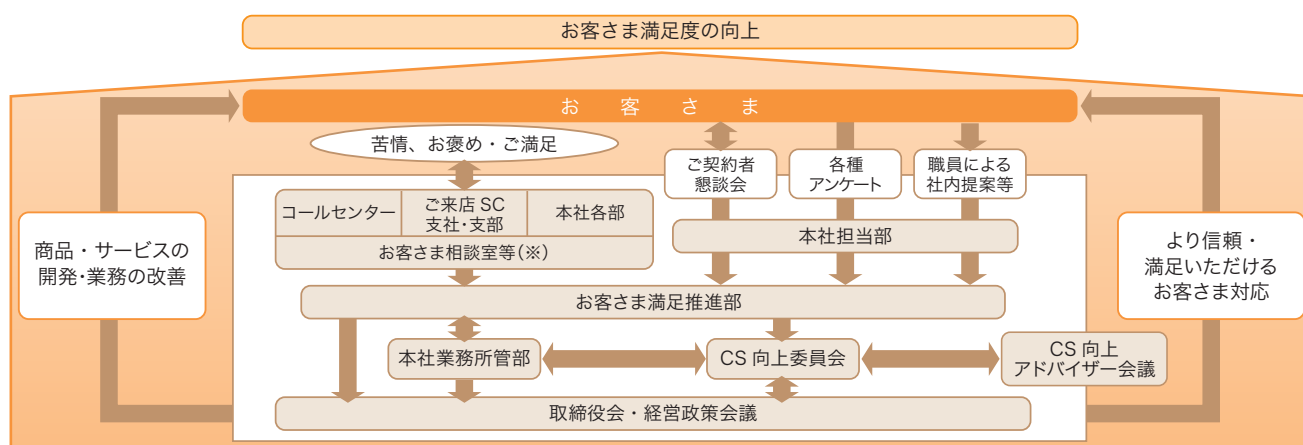 お客さま満足度の向上
お客さま
苦情、お褒め・ご満足
ご契約者
懇談会
各種
アンケート
職員による
社内提案等
コールセンター
ご来店 SC
支社・支部
本社各部
お客さま相談室等(※)
本社担当部
商品・サービスの
開発・業務の改善
より信頼・
満足いただける
お客さま対応
お客さま満足推進部
本社業務所管部
CS 向上委員会
CS 向上
アドバイザー会議
取締役会・経営政策会議